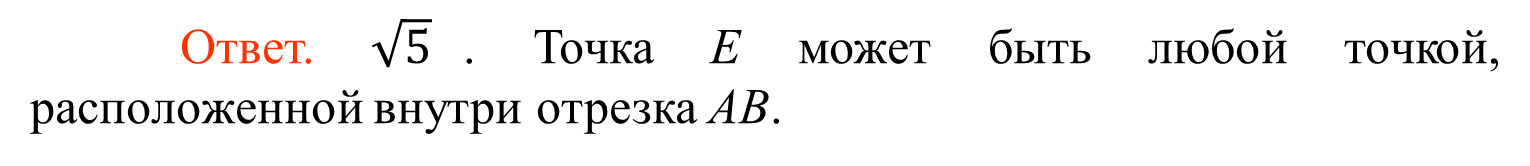 Ответ. √5 . Точка E может быть любой точкой,
расположенной внутри отрезка AB.